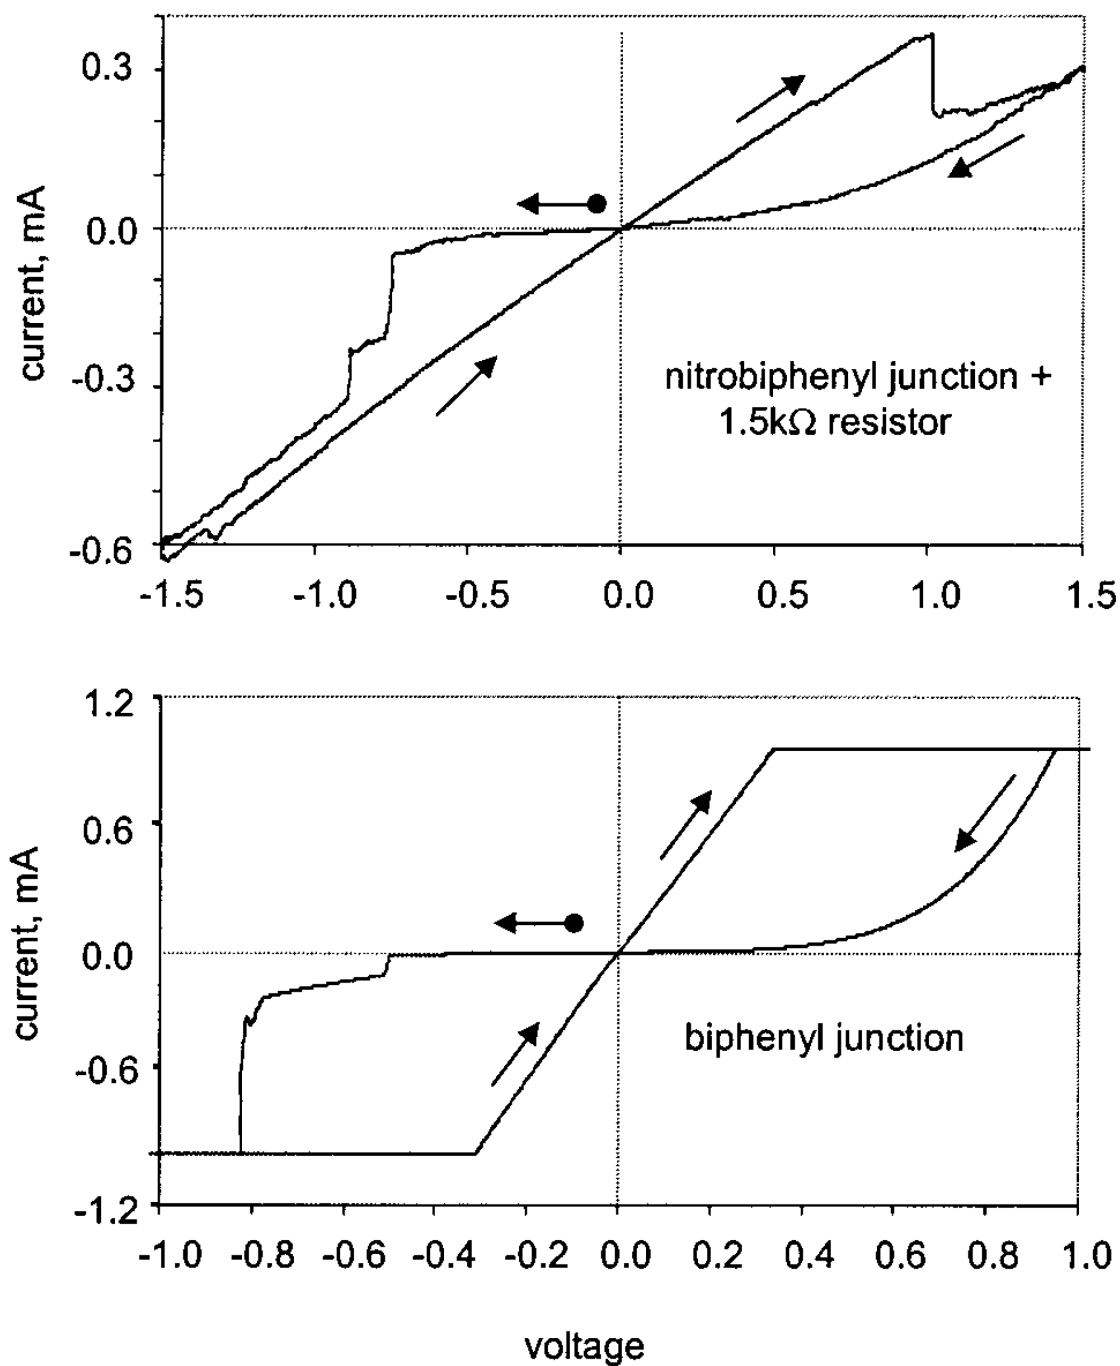 0.3
0.0
-0.3
-0.6
current, mA
nitrobiphenyl junction +
1.5kΩ resistor
-1.5 -1.0 -0.5 0.0 0.5 1.0 1.5
1.2
0.6
0.0
-0.6
-1.2
current, mA
biphenyl junction
-1.0 -0.8 -0.6 -0.4 -0.2 0.0 0.2 0.4 0.6 0.8 1.0
voltage